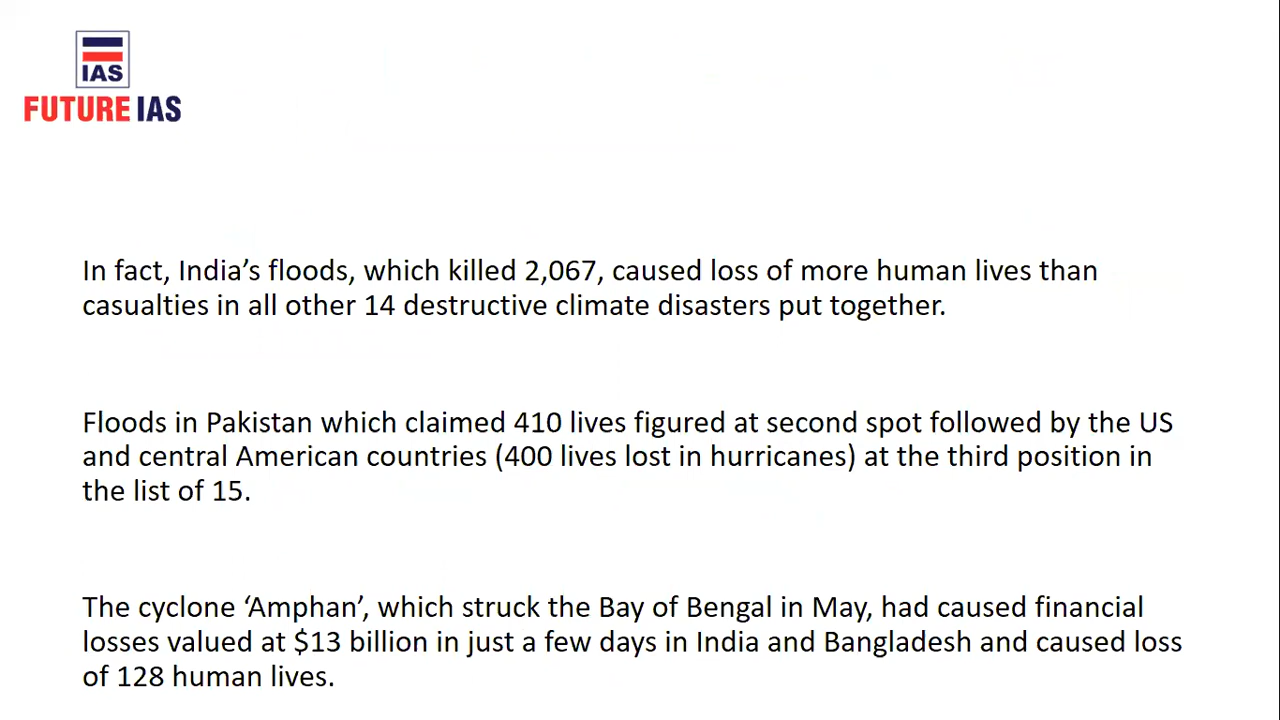 IAS
FUTURE IAS
In fact, India’s floods, which killed 2,067, caused loss of more human lives than
casualties in all other 14 destructive climate disasters put together.
Floods in Pakistan which claimed 410 lives figured at second spot followed by the US
and central American countries (400 lives lost in hurricanes) at the third position in
the list of 15.
The cyclone ‘Amphan’, which struck the Bay of Bengal in May, had caused financial
losses valued at $13 billion in just a few days in India and Bangladesh and caused loss
of 128 human lives.